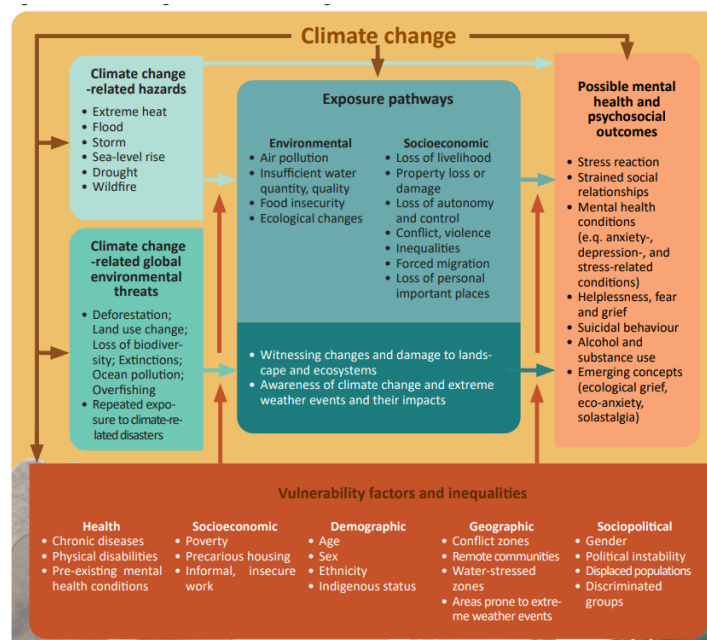 Climate change
Climate change
-related hazards
• Extreme heat
• Flood
• Storm
• Sea-level rise
• Drought
• Wildfire
Climate change
-related global
environmental
threats
• Deforestation;
Land use change;
Loss of biodiver-
sity; Extinctions;
Ocean pollution;
Overfishing
• Repeated expo-
sure to climate-re-
lated disasters
Exposure pathways
Environmental
• Air pollution
• Insufficient water
quantity, quality
• Food insecurity
• Ecological changes
Socioeconomic
• Loss of livelihood
• Property loss or
damage
• Loss of autonomy
and control
• Conflict, violence
• Inequalities
• Forced migration
• Loss of personal
important places
• Witnessing changes and damage to lands-
cape and ecosystems
• Awareness of climate change and extreme
weather events and their impacts
Possible mental
health and
psychosocial
outcomes
• Stress reaction
• Strained social
relationships
• Mental health
conditions
(e.q. anxiety-,
depression-, and
stress-related
conditions)
• Helplessness, fear
and grief
• Suicidal behaviour
• Alcohol and
substance use
• Emerging concepts
(ecological grief,
eco-anxiety,
solastalgia)
Vulnerability factors and inequalities
Health
• Chronic diseases
• Physical disabilities
• Pre-existing mental
health conditions
Socioeconomic
• Poverty
• Precarious housing
• Informal, insecure
work
Demographic
• Age
• Sex
• Ethnicity
• Indigenous status
Geographic
• Conflict zones
• Remote communities
• Water-stressed
zones
• Areas prone to extre-
me weather events
Sociopolitical
• Gender
• Political instability
• Displaced populations
• Discriminated
groups